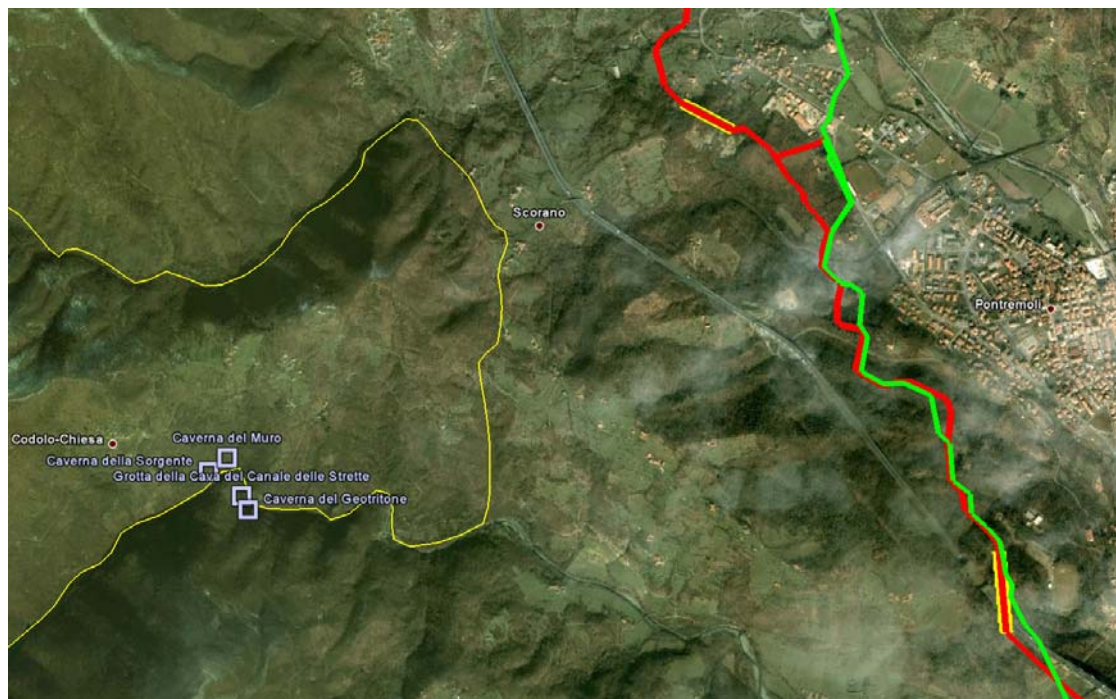 Scorano
Pontremoli
Codolo-Chiesa
Caverna del Muro
Caverna della Sorgente
Grotta della Cava del Canale delle Strette
Caverna del Geotritone